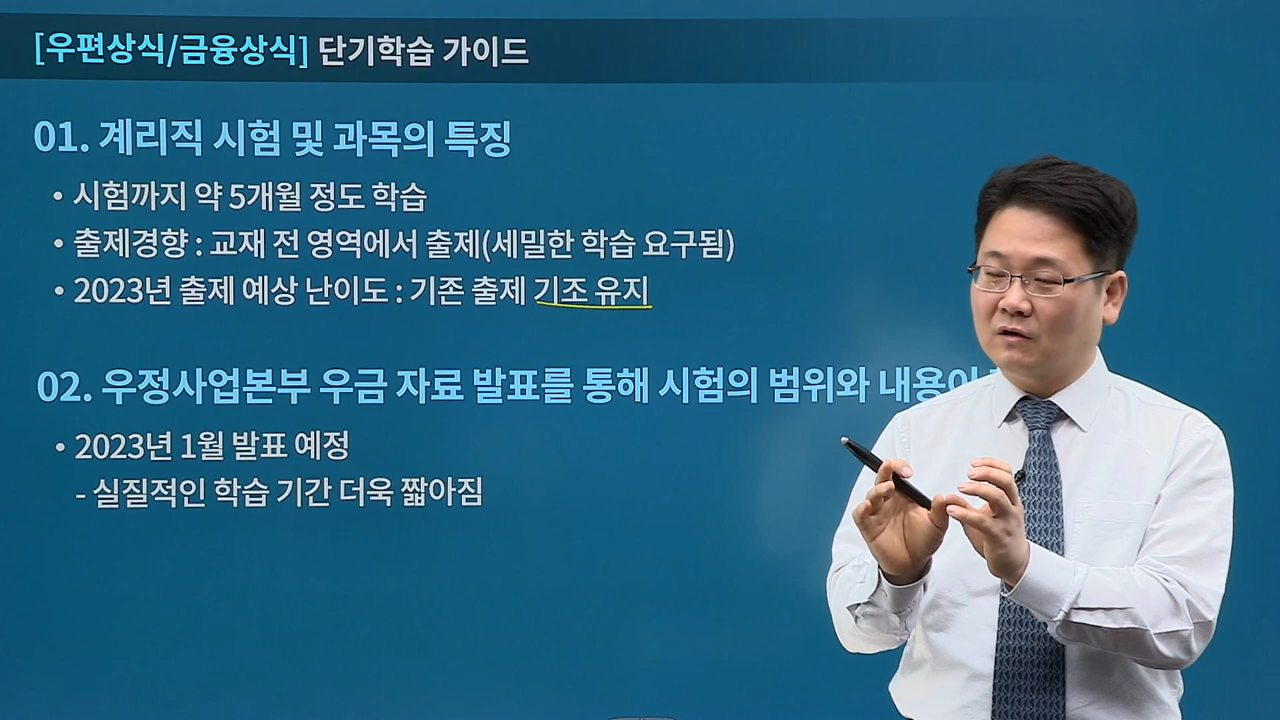 [우편상식/금융상식] 단기학습 가이드
01. 계리직 시험 및 과목의 특징
• 시험까지 약 5개월 정도 학습
• 출제경향 : 교재 전 영역에서 출제(세밀한 학습 요구됨)
• 2023년 출제 예상 난이도 : 기존 출제 기조 유지
02. 우정사업본부 우금 자료 발표를 통해 시험의 범위와 내용이
• 2023년 1월 발표 예정
- 실질적인 학습 기간 더욱 짧아짐